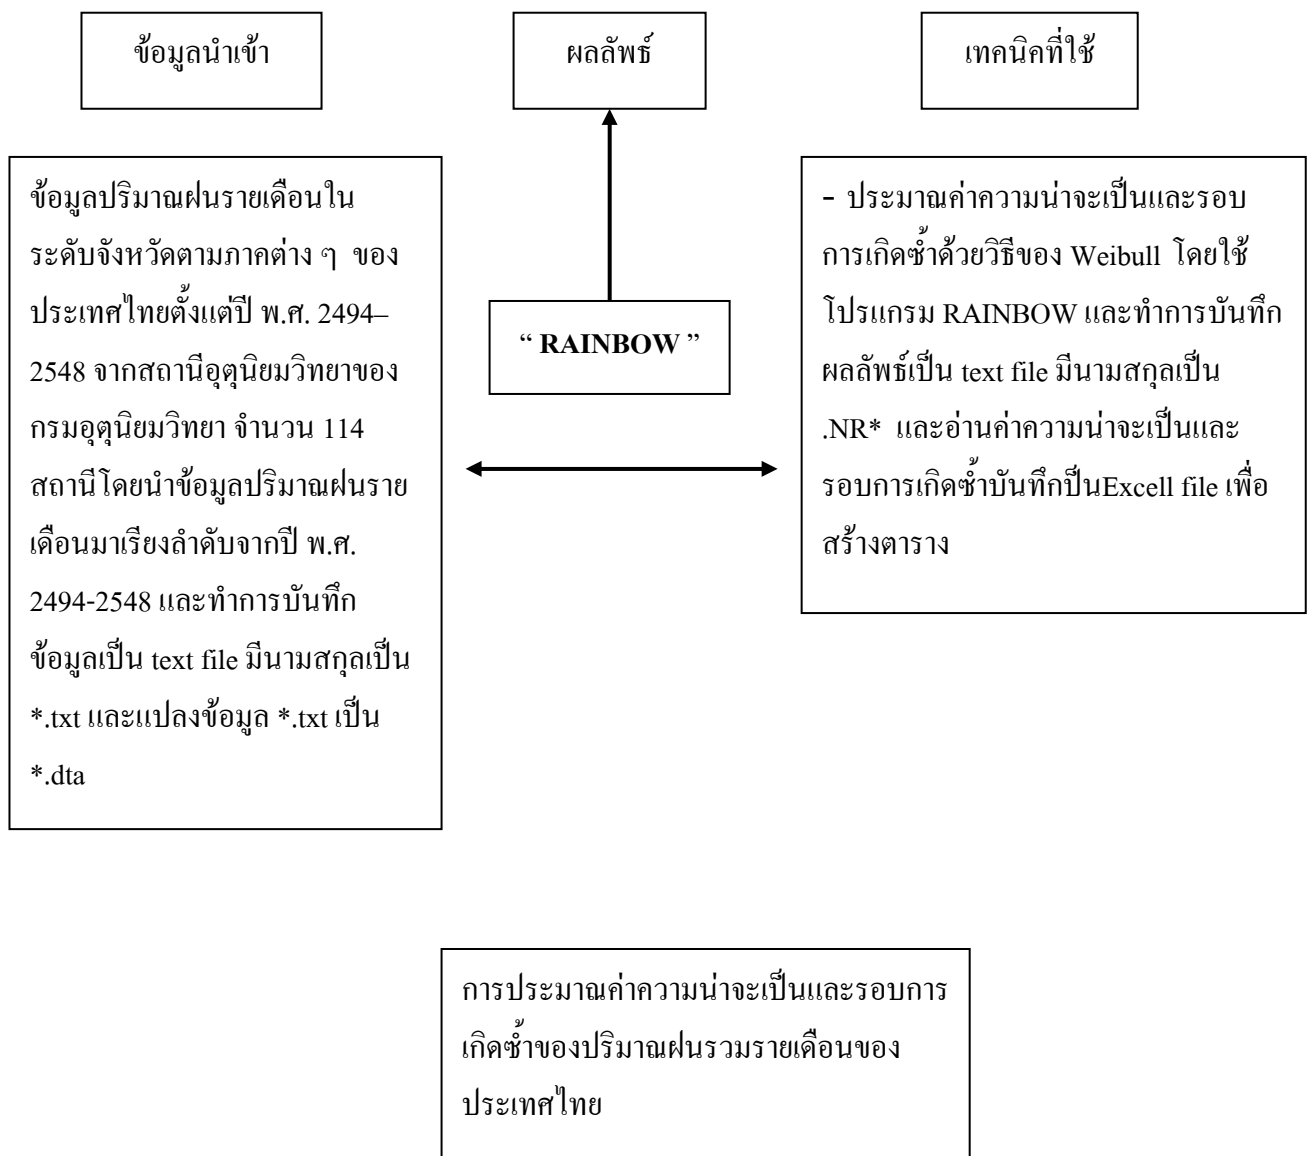 ข้อมูลนำเข้า
ผลลัพธ์
เทคนิคที่ใช้
ข้อมูลปริมาณฝนรายเดือนใน
ระดับจังหวัดตามภาคต่าง ๆ ของ
ประเทศไทยตั้งแต่ปี พ.ศ. 2494–
2548 จากสถานีอุตุนิยมวิทยาของ
กรมอุตุนิยมวิทยา จำนวน 114
สถานีโดยนำข้อมูลปริมาณฝนราย
เดือนมาเรียงลำดับจากปี พ.ศ.
2494-2548 และทำการบันทึก
ข้อมูลเป็น text file มีนามสกุลเป็น
*.txt และแปลงข้อมูล *.txt เป็น
*.dta
“ RAINBOW ”
- ประมาณค่าความน่าจะเป็นและรอบ
การเกิดซ้ำด้วยวิธีของ Weibull โดยใช้
โปรแกรม RAINBOW และทำการบันทึก
ผลลัพธ์เป็น text file มีนามสกุลเป็น
.NR* และอ่านค่าความน่าจะเป็นและ
รอบการเกิดซ้ำบันทึกป็นExcell file เพื่อ
สร้างตาราง
การประมาณค่าความน่าจะเป็นและรอบการ
เกิดซ้ำของปริมาณฝนรวมรายเดือนของ
ประเทศไทย